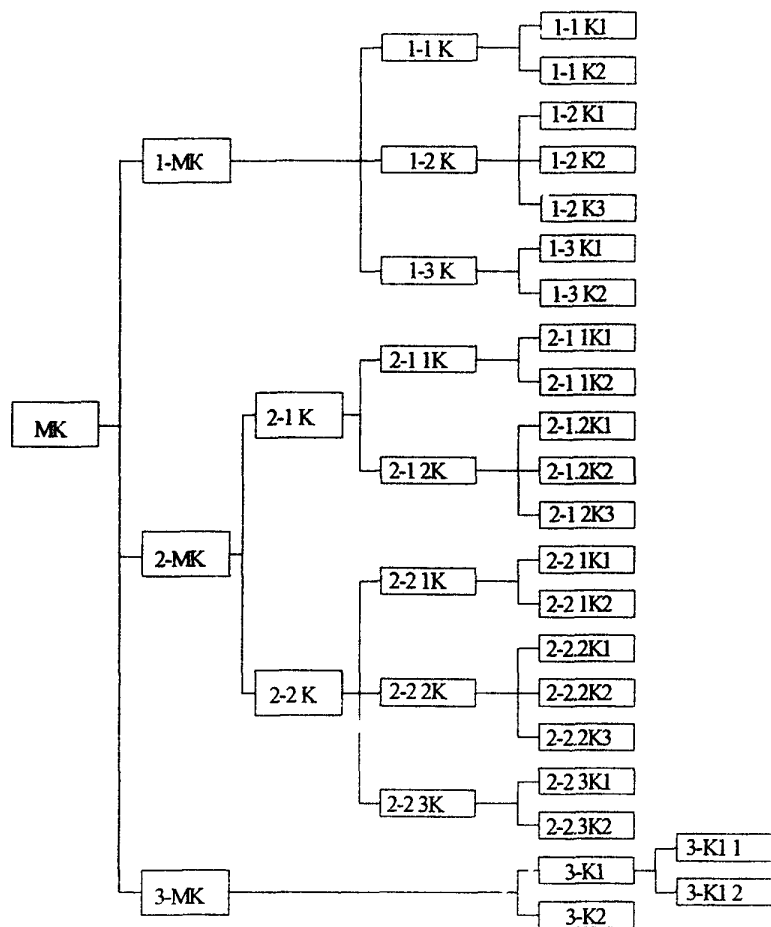 1-1 K1
1-1 K
1-1 K2
1-2 K1
1-MK
1-2 K
1-2 K2
1-2 K3
1-3 K1
1-3 K
1-3 K2
2-1 1K1
2-1 1K
2-1 1K2
2-1 K
2-1.2K1
MK
2-1 2K
2-1.2K2
2-1 2K3
2-MK
2-2 1K1
2-2 1K
2-2 1K2
2-2.2K1
2-2 K
2-2 2K
2-2.2K2
2-2.2K3
2-2 3K1
2-2 3K
2-2.3K2
3-K1 1
3-K1
3-MK
3-K1 2
3-K2